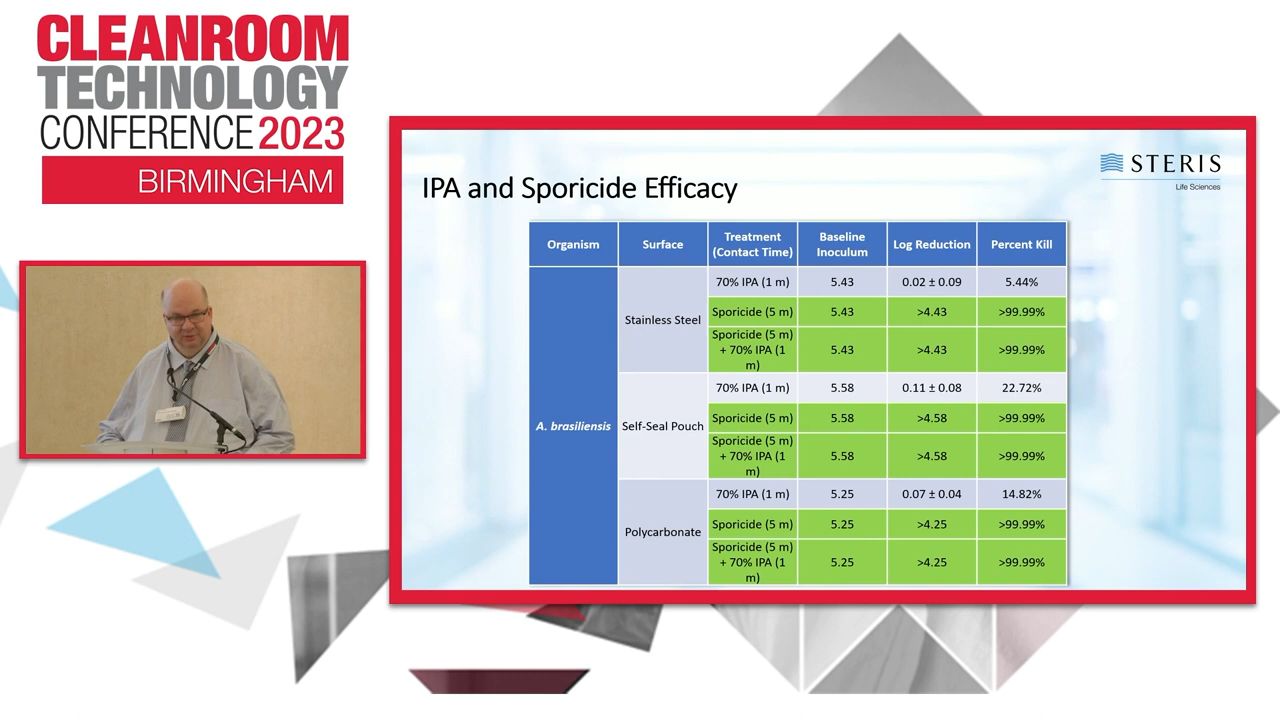 CLEANROOM
TECHNOLOGY
CONFERENCE 2023
BIRMINGHAM
STERIS
Life Sciences
IPA and Sporicide Efficacy
Organism Surface Treatment (Contact Time) Baseline Inoculum Log Reduction Percent Kill
A. brasiliensis
Stainless Steel
70% IPA (1 m) 5.43 0.02 ± 0.09 5.44%
Sporicide (5 m) 5.43 >4.43 >99.99%
Sporicide (5 m) + 70% IPA (1 m) 5.43 >4.43 >99.99%
Self-Seal Pouch
70% IPA (1 m) 5.58 0.11 ± 0.08 22.72%
Sporicide (5 m) 5.58 >4.58 >99.99%
Sporicide (5 m) + 70% IPA (1 m) 5.58 >4.58 >99.99%
Polycarbonate
70% IPA (1 m) 5.25 0.07 ± 0.04 14.82%
Sporicide (5 m) 5.25 >4.25 >99.99%
Sporicide (5 m) + 70% IPA (1 m) 5.25 >4.25 >99.99%